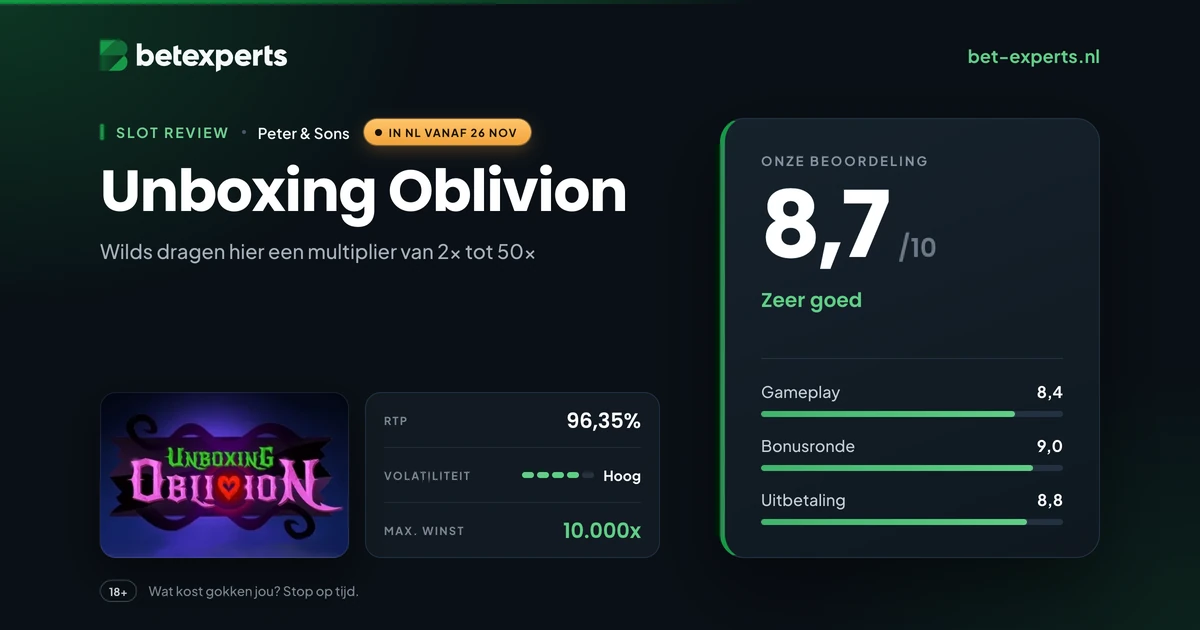 betexperts
bet-experts.nl
SLOT REVIEW • Peter & Sons
IN NL VANAF 26 NOV
Unboxing Oblivion
Wilds dragen hier een multiplier van 2x tot 50x
UNBOXING
OBLIVION
RTP 96,35%
VOLATILITEIT Hoog
MAX. WINST 10.000x
18+ Wat kost gokken jou? Stop op tijd.
ONZE BEOORDELING
8,7 /10
Zeer goed
Gameplay 8,4
Bonusronde 9,0
Uitbetaling 8,8